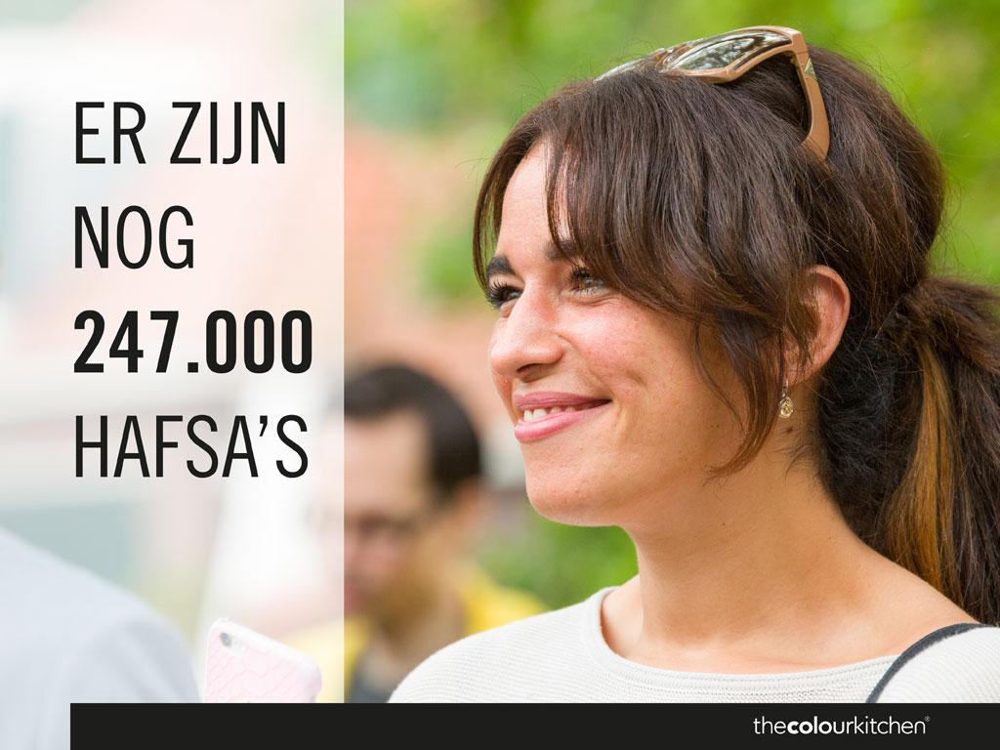 ER ZIJN
NOG
247.000
HAFSA'S
thecolourkitchen®